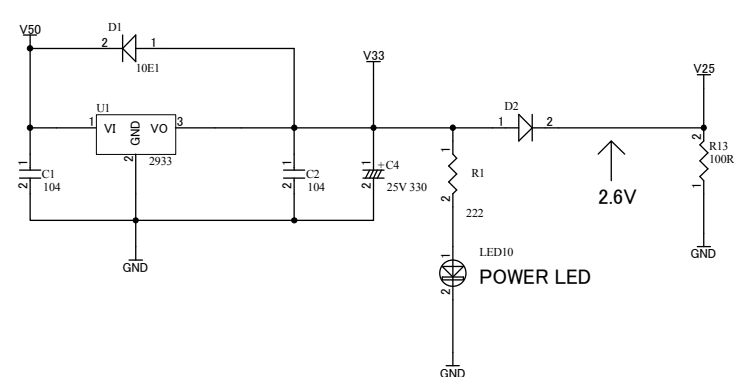 V50
D1
2
1
10E1
V33
V25
U1
1
VI
GND
VO
3
2
2933
1
C1
2
104
1
C2
2
104
1
+
C4
2
25V 330
1
D2
2
1
R1
2
222
2
R13
100R
1
2.6V
LED10
1
2
POWER LED
GND
GND
GND